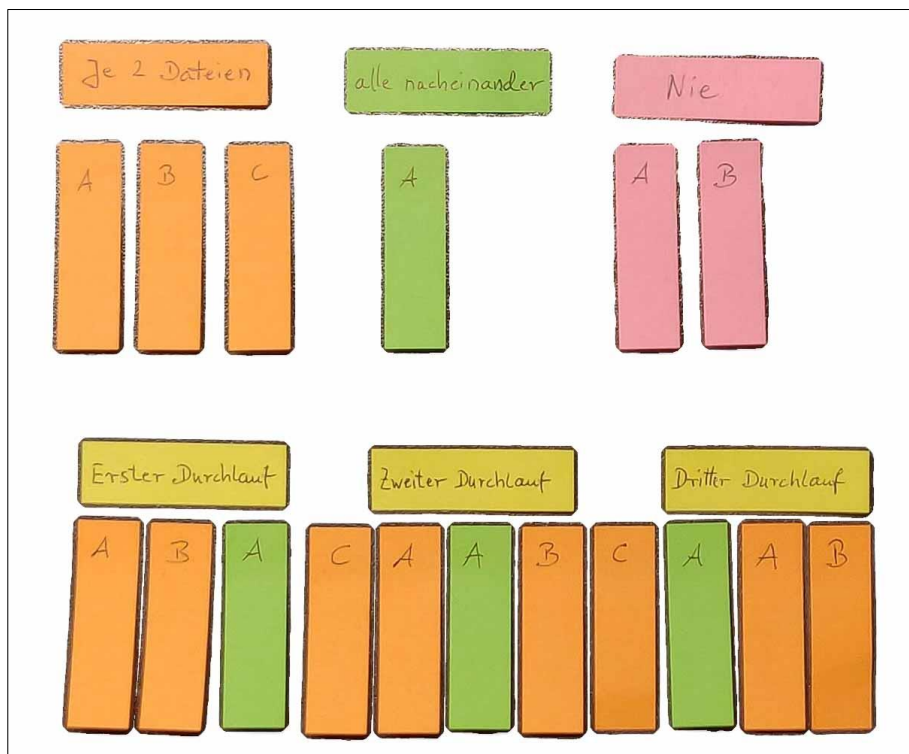 Je 2 Dateien
alle nacheinander
Nie
A B C
A
A B
Erster Durchlauf
Zweiter Durchlauf
Dritter Durchlauf
A B A C A A B C A A B